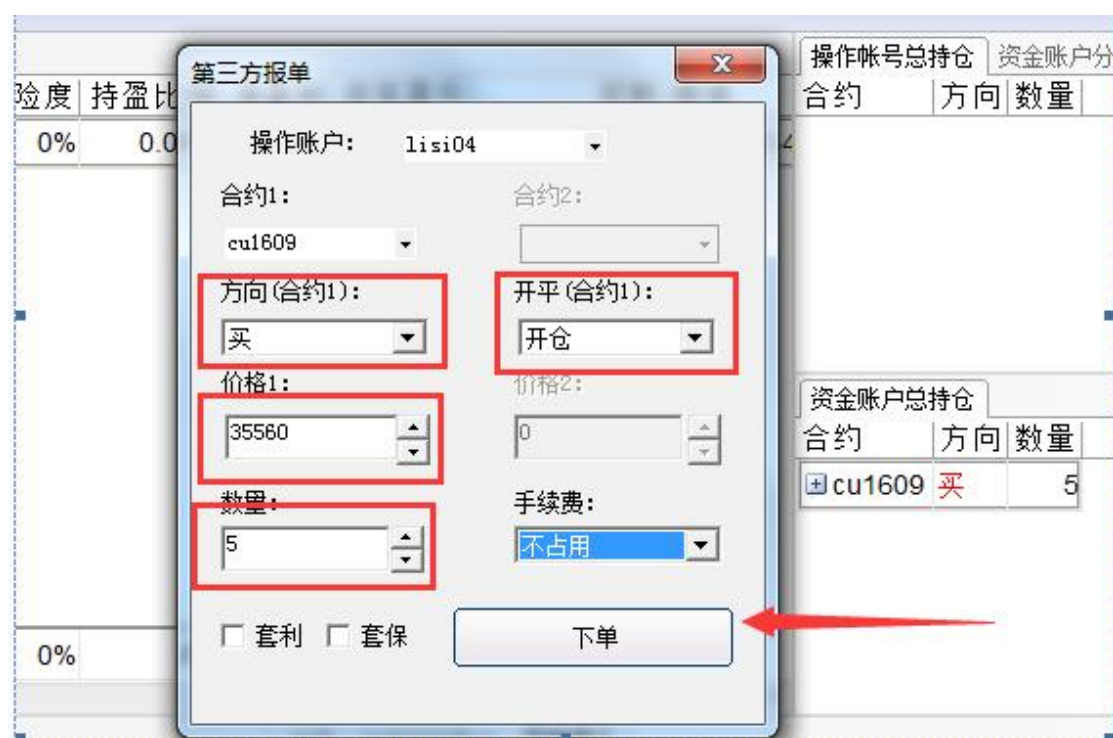 第三方报单
操作帐号总持仓 资金账户分
险度 持盈比
合约 方向 数量
0% 0.0
操作账户: lisi04
合约1: 合约2:
cu1609
方向(合约1): 开平(合约1):
买 开仓
价格1: 价格2:
35560 0
资金账户总持仓
合约 方向 数量
cu1609 买 5
数量: 手续费:
5 不占用
套利 套保 下单
0%